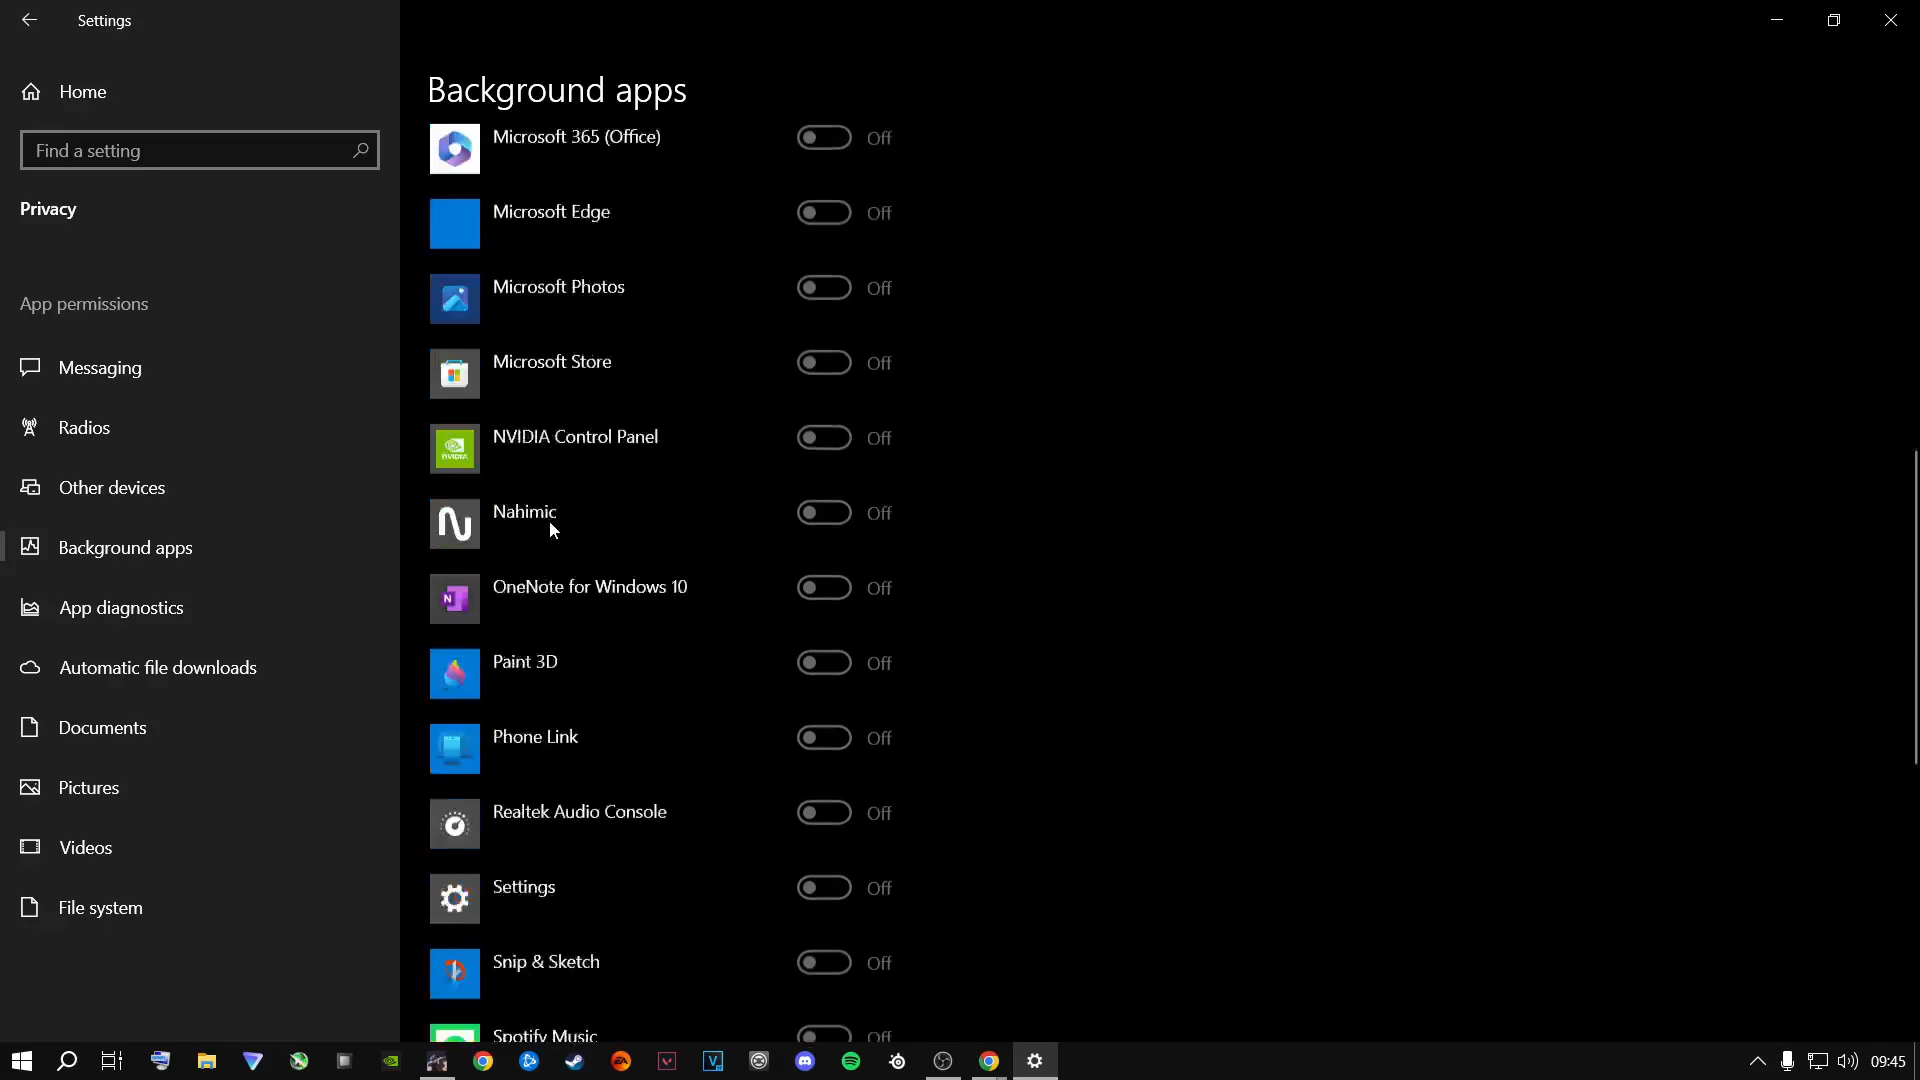 Settings
Home
Find a setting
Privacy
App permissions
Messaging
Radios
Other devices
Background apps
App diagnostics
Automatic file downloads
Documents
Pictures
Videos
File system
Background apps
Microsoft 365 (Office) Off
Microsoft Edge Off
Microsoft Photos Off
Microsoft Store Off
NVIDIA Control Panel Off
Nahimic Off
OneNote for Windows 10 Off
Paint 3D Off
Phone Link Off
Realtek Audio Console Off
Settings Off
Snip & Sketch Off
Spotify Music Off
09:45